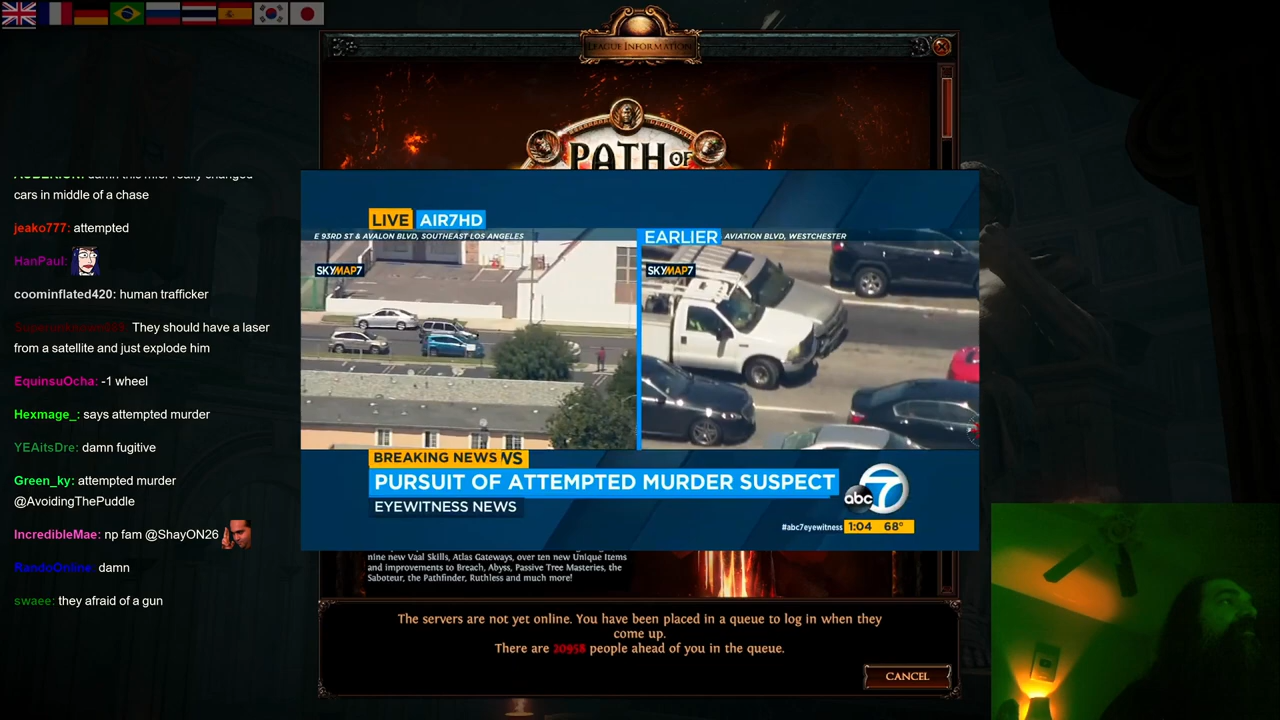 LEAGUE INFORMATION
PATH OF
cars in middle of a chase
jeako777: attempted
HanPaul:
coominflated420: human trafficker
They should have a laser
from a satellite and just explode him
EquinsuOcha: -1 wheel
Hexmage_: says attempted murder
YEAitsDre: damn fugitive
Green_ky: attempted murder
@AvoidingThePuddle
IncredibleMae: np fam @ShayON26
RandoOnline: damn
swaee: they afraid of a gun
LIVE AIR7HD
E 93RD ST & AVALON BLVD, SOUTHEAST LOS ANGELES
EARLIER AVIATION BLVD, WESTCHESTER
SKYMAP7
SKYMAP7
BREAKING NEWS
PURSUIT OF ATTEMPTED MURDER SUSPECT
EYEWITNESS NEWS
abc 7
#abc7eyewitness 1:04 68°
nine new Vaal Skills, Atlas Gateways, over ten new Unique Items
and improvements to Breach, Abyss, Passive Tree Masteries, the
Saboteur, the Pathfinder, Ruthless and much more!
The servers are not yet online. You have been placed in a queue to log in when they
come up.
There are 20958 people ahead of you in the queue.
CANCEL